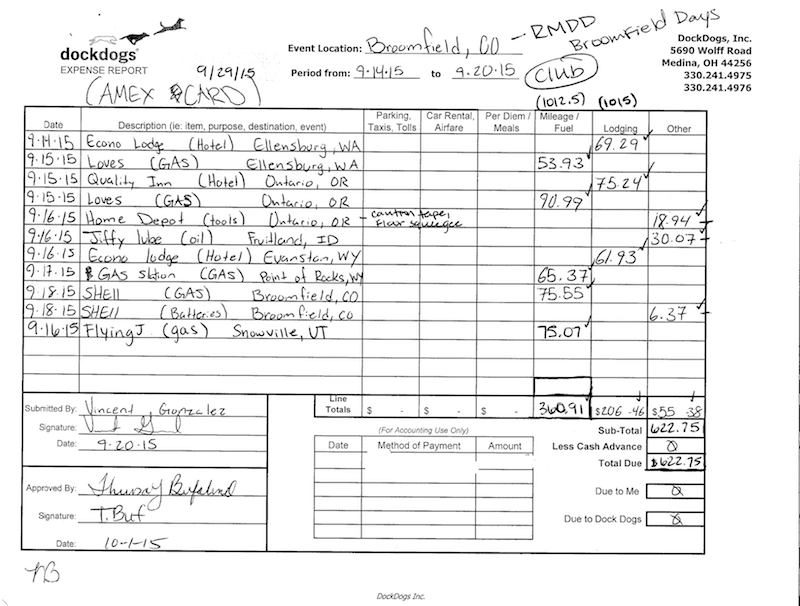 dockdogs®
EXPENSE REPORT
9/29/15
(AMEX CARD)
Event Location: Broomfield, CO - RMDD
Broomfield Days
Period from: 9.14.15 to 9.20.15
Club
DockDogs, Inc.
5690 Wolff Road
Medina, OH 44256
330.241.4975
330.241.4976
(1012.5) (1015)
Date Description (ie: item, purpose, destination, event) Parking, Taxis, Tolls Car Rental, Airfare Per Diem / Meals Mileage / Fuel Lodging Other
9.14.15 Econo Lodge (Hotel) Ellensburg, WA 69.29
9.15.15 Loves (GAS) Ellensburg, WA 53.93
9.15.15 Quality Inn (Hotel) Ontario, OR 75.24
9.15.15 Loves (GAS) Ontario, OR 90.99
9.16.15 Home Depot (tools) Ontario, OR - caution tape, floor squeegee 18.94
9.16.15 Jiffy lube (oil) Fruitland, ID 30.07
9.16.15 Econo lodge (Hotel) Evanston, WY 61.93
9.17.15 GAS station (GAS) Point of Rocks, WY 65.37
9.18.15 SHELL (GAS) Broomfield, CO 75.55
9.18.15 SHELL (Batteries) Broomfield, CO 6.37
9.16.15 Flying J (gas) Snowville, UT 75.07
Line Totals $ - $ - $ - 360.91 $206.46 $55.38
Submitted By: Vincent Gonzalez
Signature:
Date: 9.20.15
(For Accounting Use Only)
Date Method of Payment Amount
Sub-Total 622.75
Less Cash Advance 0
Total Due $622.75
Due to Me 0
Due to Dock Dogs 0
Approved By:
Signature: T. Buf
Date: 10-1-15
DockDogs Inc.